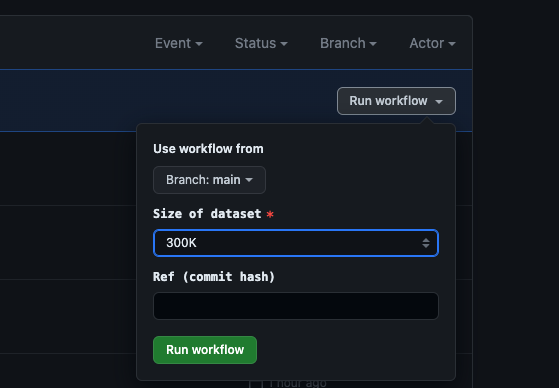 Event Status Branch Actor
Run workflow
Use workflow from
Branch: main
Size of dataset *
300K
Ref (commit hash)
Run workflow
1 hour ago